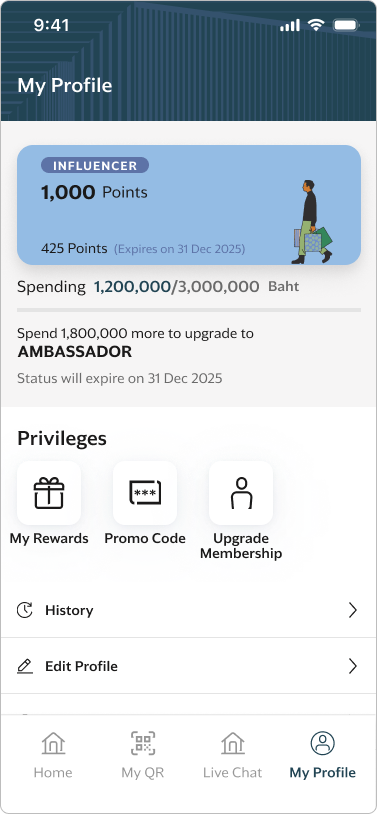 9:41
My Profile
INFLUENCER
1,000 Points
425 Points (Expires on 31 Dec 2025)
Spending 1,200,000/3,000,000 Baht
Spend 1,800,000 more to upgrade to
AMBASSADOR
Status will expire on 31 Dec 2025
Privileges
***
My Rewards
Promo Code
Upgrade
Membership
History
Edit Profile
Home
My QR
Live Chat
My Profile